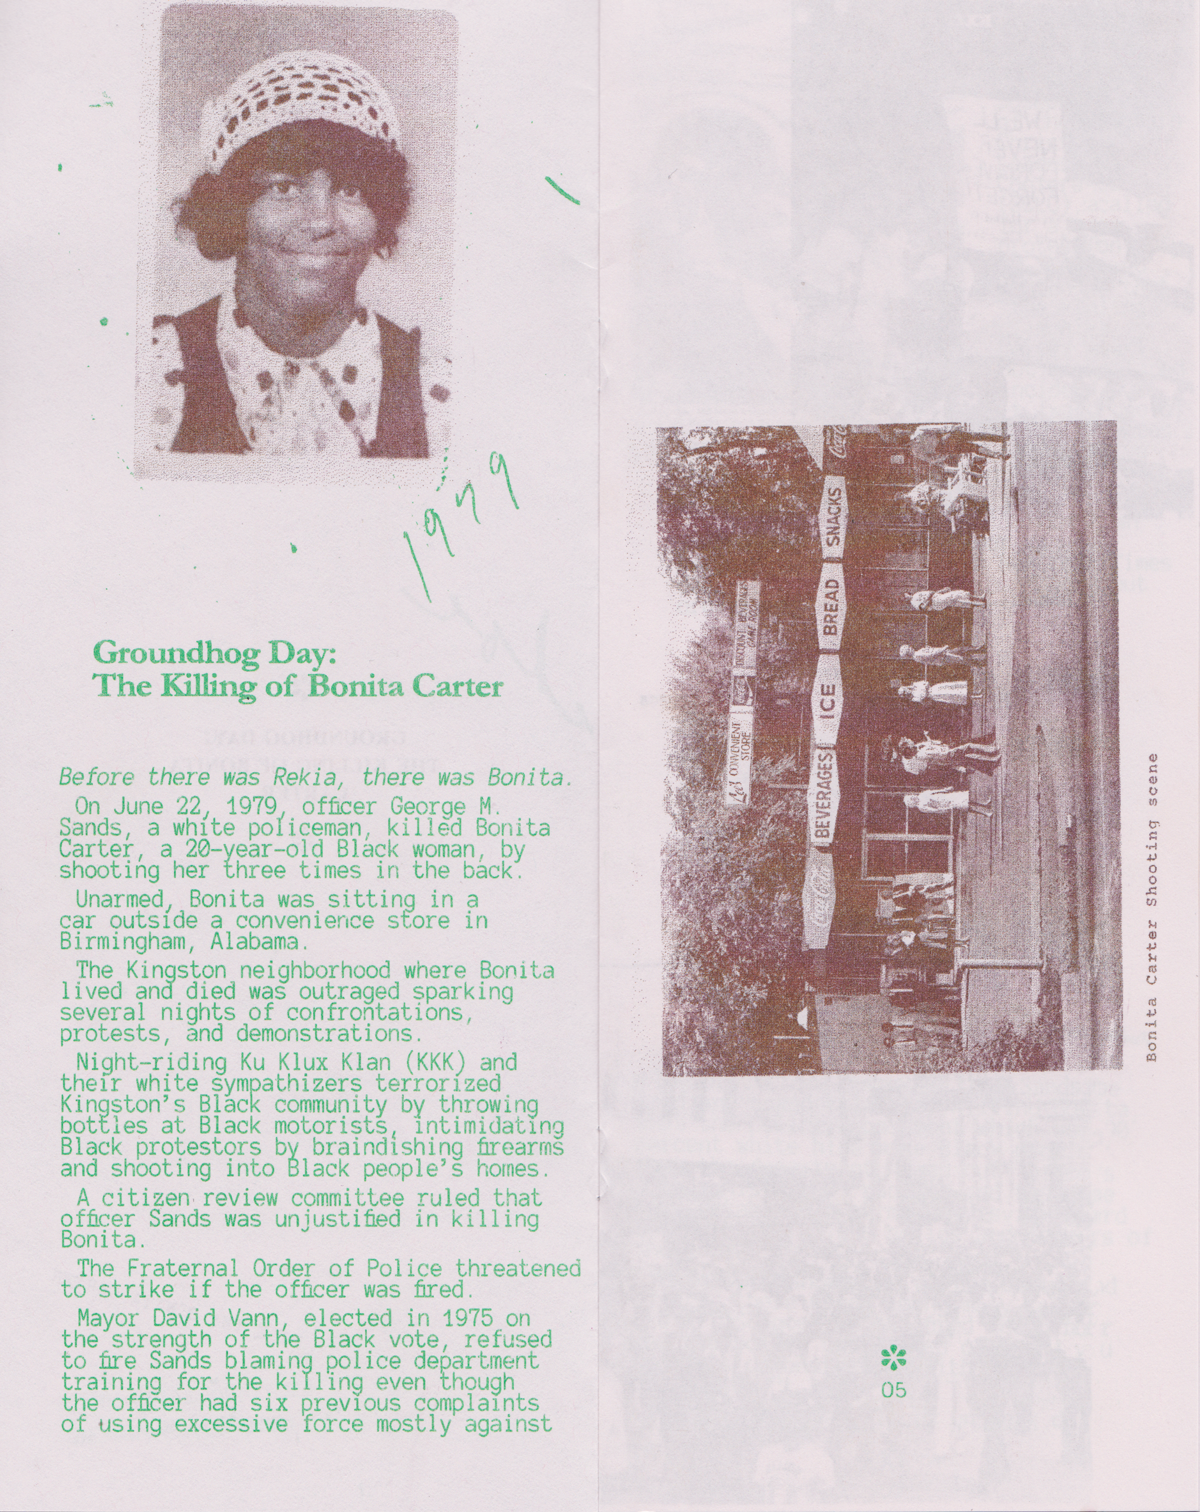 1979
Groundhog Day:
The Killing of Bonita Carter
Before there was Rekia, there was Bonita.
On June 22, 1979, officer George M.
Sands, a white policeman, killed Bonita
Carter, a 20-year-old Black woman, by
shooting her three times in the back.
Unarmed, Bonita was sitting in a
car outside a convenience store in
Birmingham, Alabama.
The Kingston neighborhood where Bonita
lived and died was outraged sparking
several nights of confrontations,
protests, and demonstrations.
Night-riding Ku Klux Klan (KKK) and
their white sympathizers terrorized
Kingston's Black community by throwing
bottles at Black motorists, intimidating
Black protestors by braindishing firearms
and shooting into Black people's homes.
A citizen review committee ruled that
officer Sands was unjustified in killing
Bonita.
The Fraternal Order of Police threatened
to strike if the officer was fired.
Mayor David Vann, elected in 1975 on
the strength of the Black vote, refused
to fire Sands blaming police department
training for the killing even though
the officer had six previous complaints
of using excessive force mostly against
CONVENIENT
STORE
DISCOUNT BEVERAGES
GAME ROOM
Coca-Cola
BEVERAGES
ICE
BREAD
SNACKS
Coca-Cola
Bonita Carter Shooting scene
05